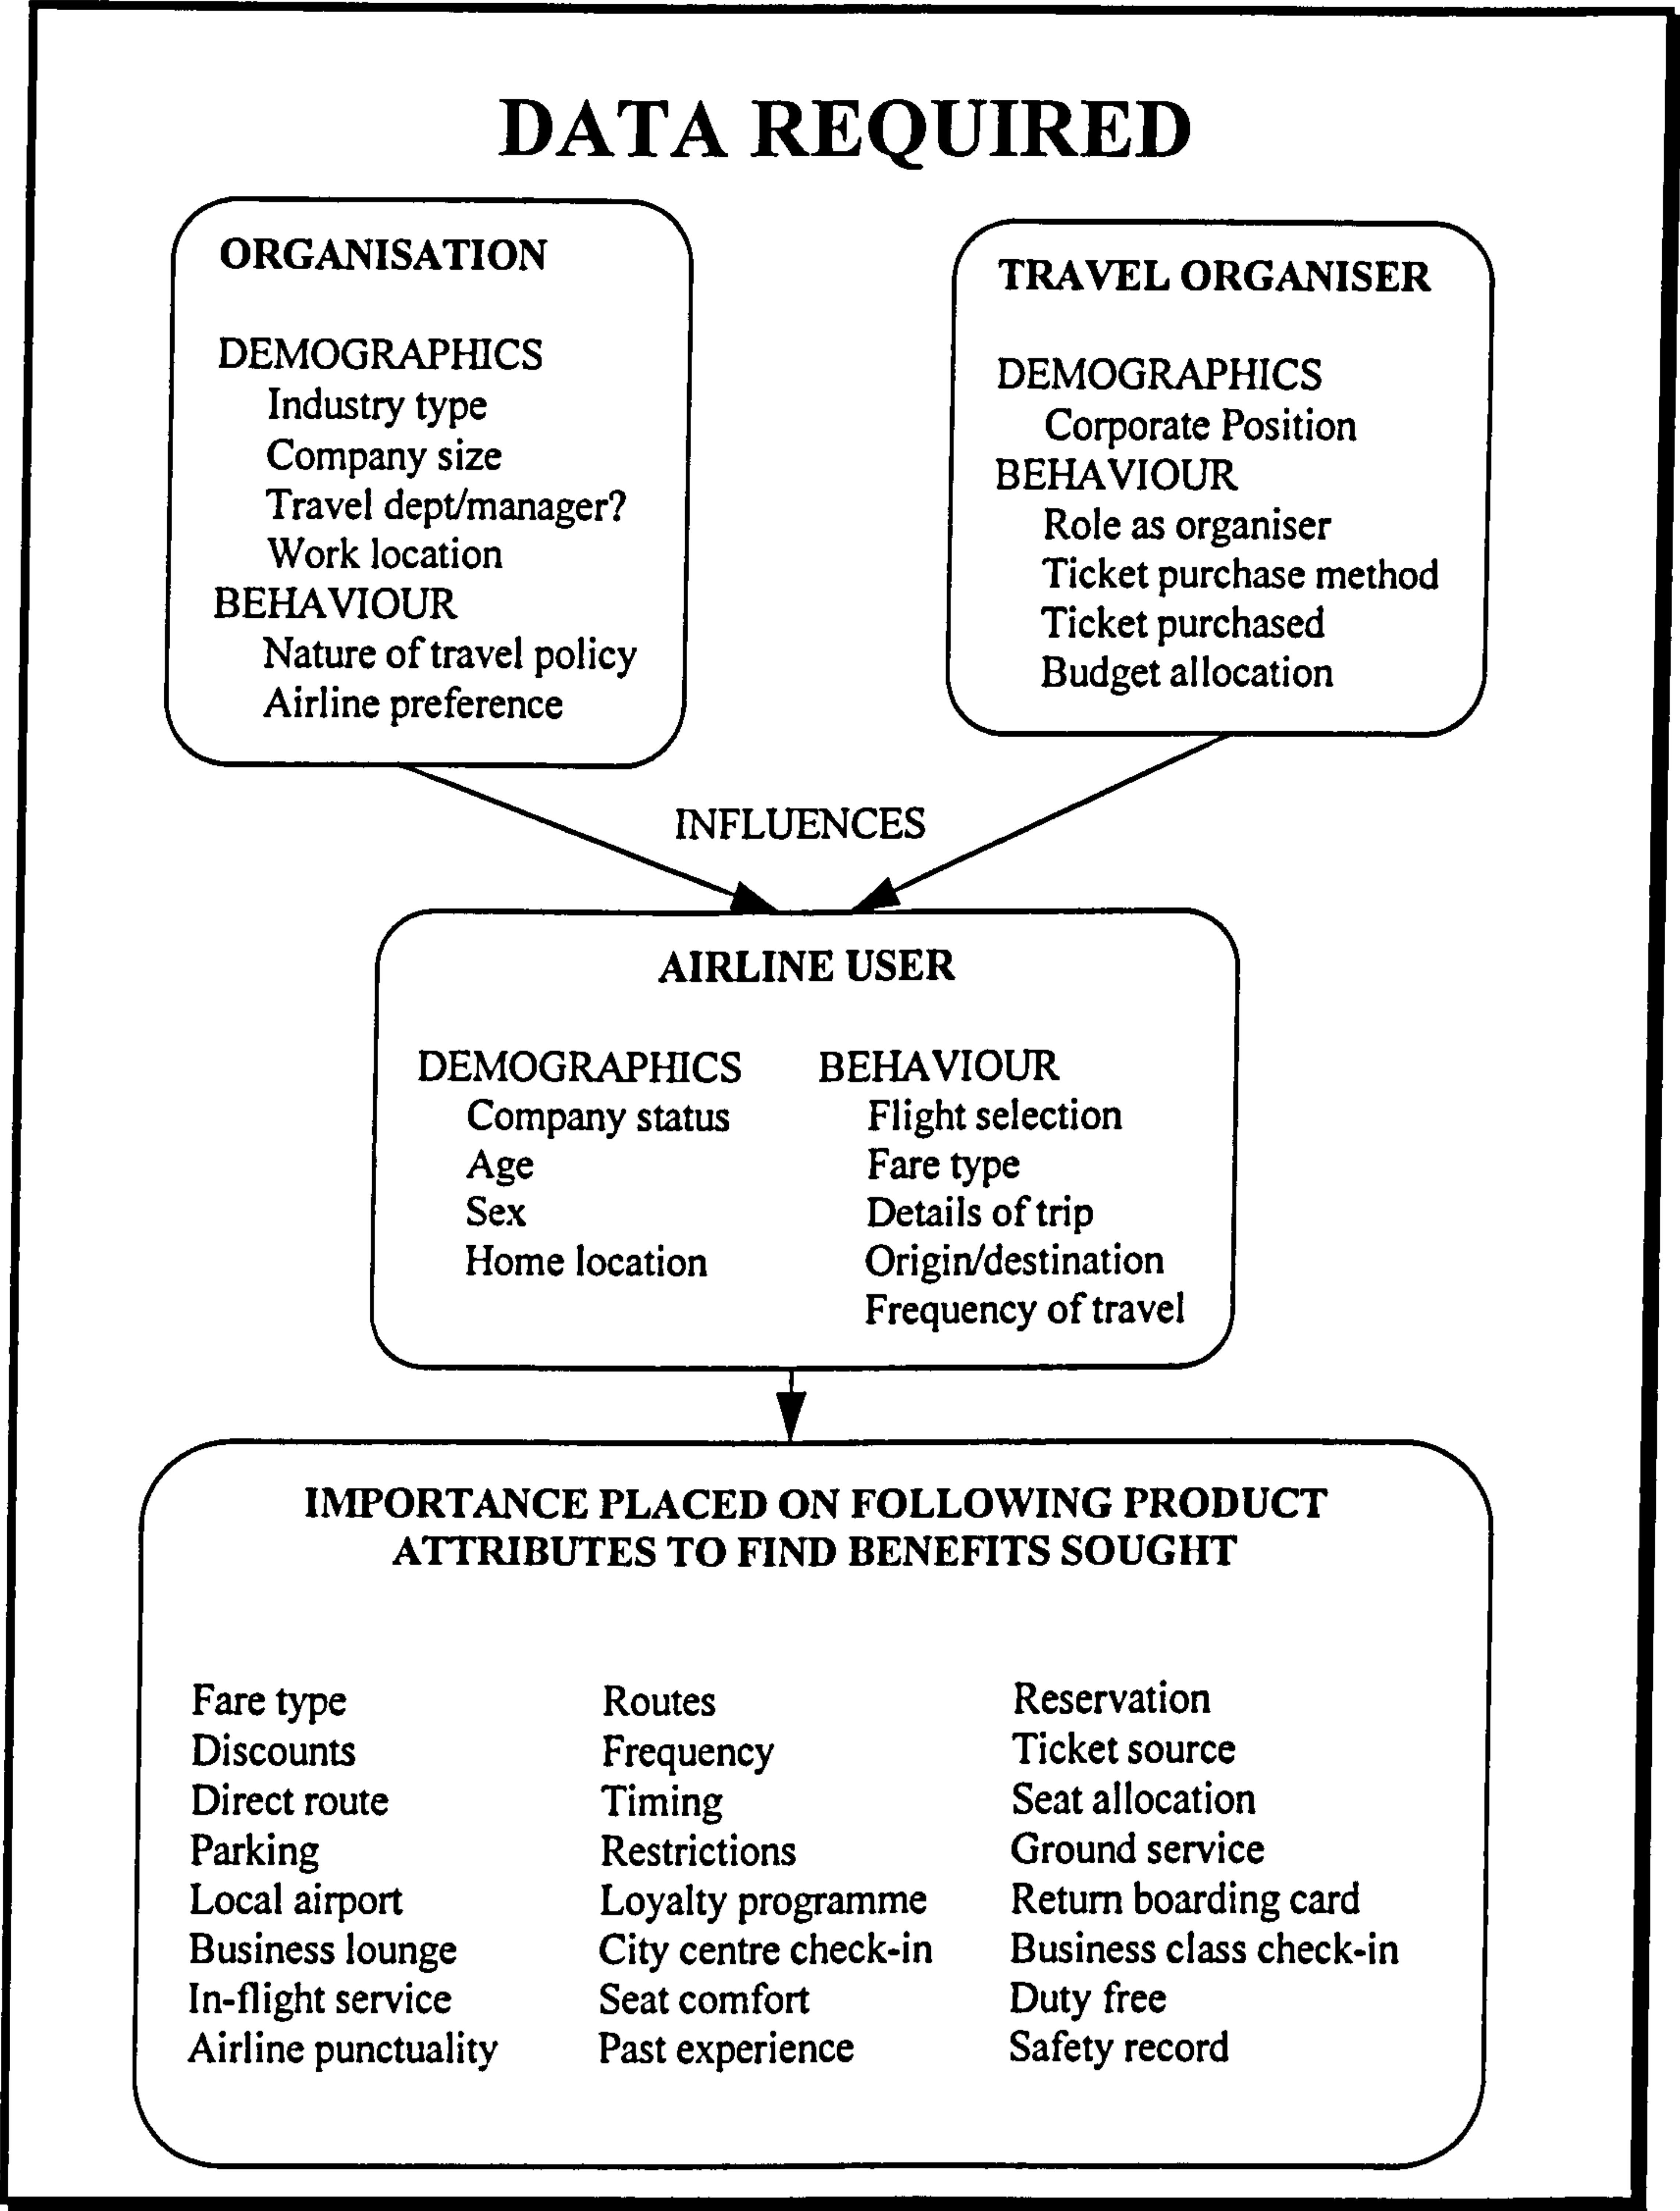 DATA REQUIRED
ORGANISATION
DEMOGRAPHICS
Industry type
Company size
Travel dept/manager?
Work location
BEHAVIOUR
Nature of travel policy
Airline preference
TRAVEL ORGANISER
DEMOGRAPHICS
Corporate Position
BEHAVIOUR
Role as organiser
Ticket purchase method
Ticket purchased
Budget allocation
INFLUENCES
AIRLINE USER
DEMOGRAPHICS
Company status
Age
Sex
Home location
BEHAVIOUR
Flight selection
Fare type
Details of trip
Origin/destination
Frequency of travel
IMPORTANCE PLACED ON FOLLOWING PRODUCT
ATTRIBUTES TO FIND BENEFITS SOUGHT
Fare type
Discounts
Direct route
Parking
Local airport
Business lounge
In-flight service
Airline punctuality
Routes
Frequency
Timing
Restrictions
Loyalty programme
City centre check-in
Seat comfort
Past experience
Reservation
Ticket source
Seat allocation
Ground service
Return boarding card
Business class check-in
Duty free
Safety record